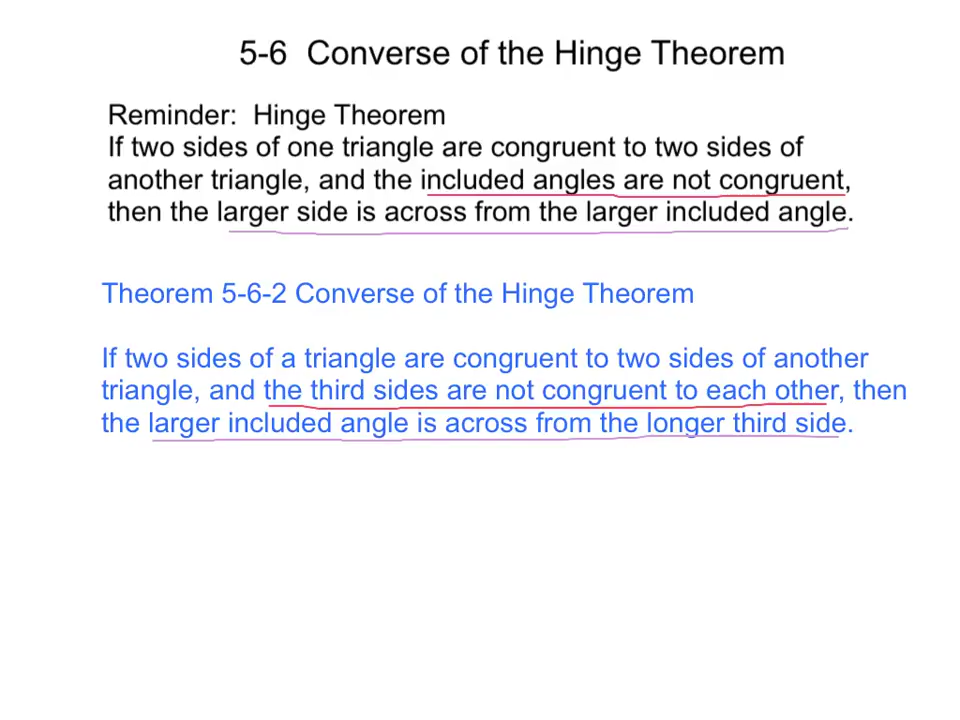 5-6  Converse of the Hinge Theorem
Reminder:  Hinge Theorem
If two sides of one triangle are congruent to two sides of
another triangle, and the included angles are not congruent,
then the larger side is across from the larger included angle.
Theorem 5-6-2 Converse of the Hinge Theorem
If two sides of a triangle are congruent to two sides of another
triangle, and the third sides are not congruent to each other, then
the larger included angle is across from the longer third side.